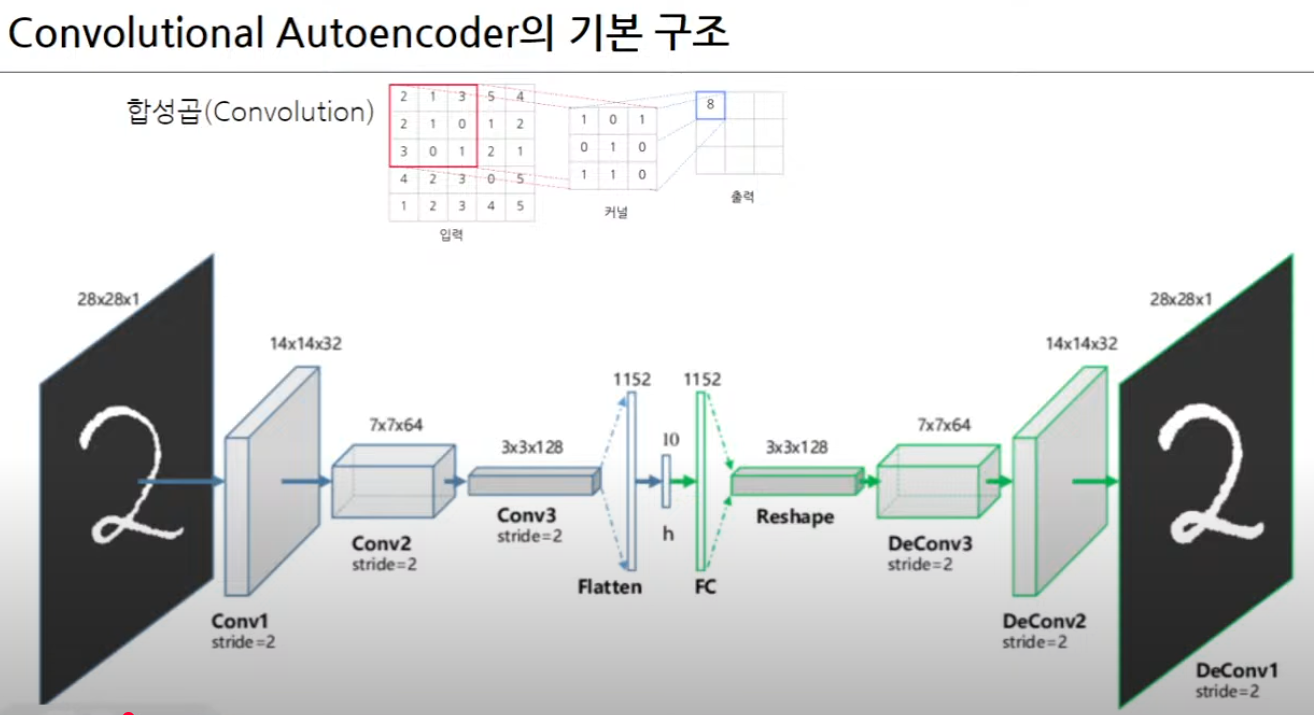 Convolutional Autoencoder의 기본 구조
합성곱(Convolution)
2 1 3 5 4
2 1 0 1 2
3 0 1 2 1
4 2 3 0 5
1 2 3 4 5
입력
1 0 1
0 1 0
1 1 0
커널
8
출력
28x28x1
14x14x32
7x7x64
3x3x128
1152
10
1152
3x3x128
7x7x64
14x14x32
28x28x1
Conv1
stride=2
Conv2
stride=2
Conv3
stride=2
Flatten
h
FC
Reshape
DeConv3
stride=2
DeConv2
stride=2
DeConv1
stride=2